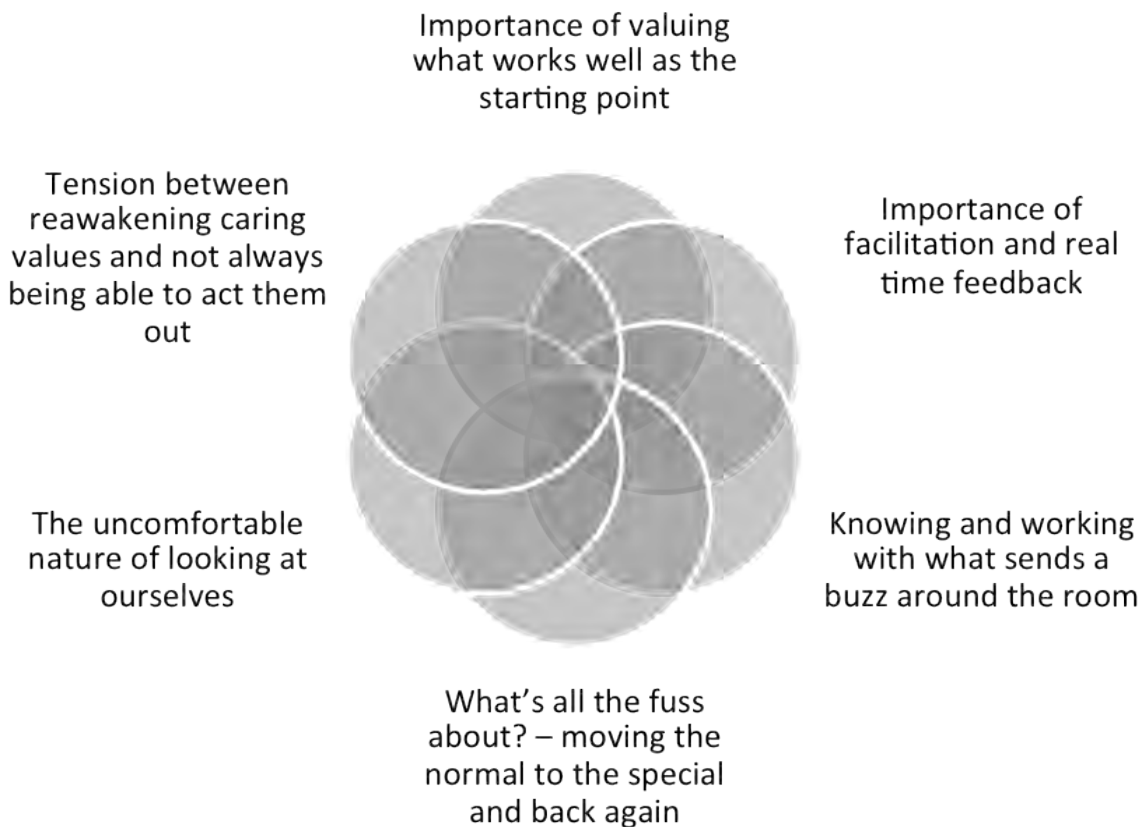 Importance of valuing
what works well as the
starting point
Tension between
reawakening caring
values and not always
being able to act them
out
Importance of
facilitation and real
time feedback
The uncomfortable
nature of looking at
ourselves
Knowing and working
with what sends a
buzz around the room
What’s all the fuss
about? – moving the
normal to the special
and back again